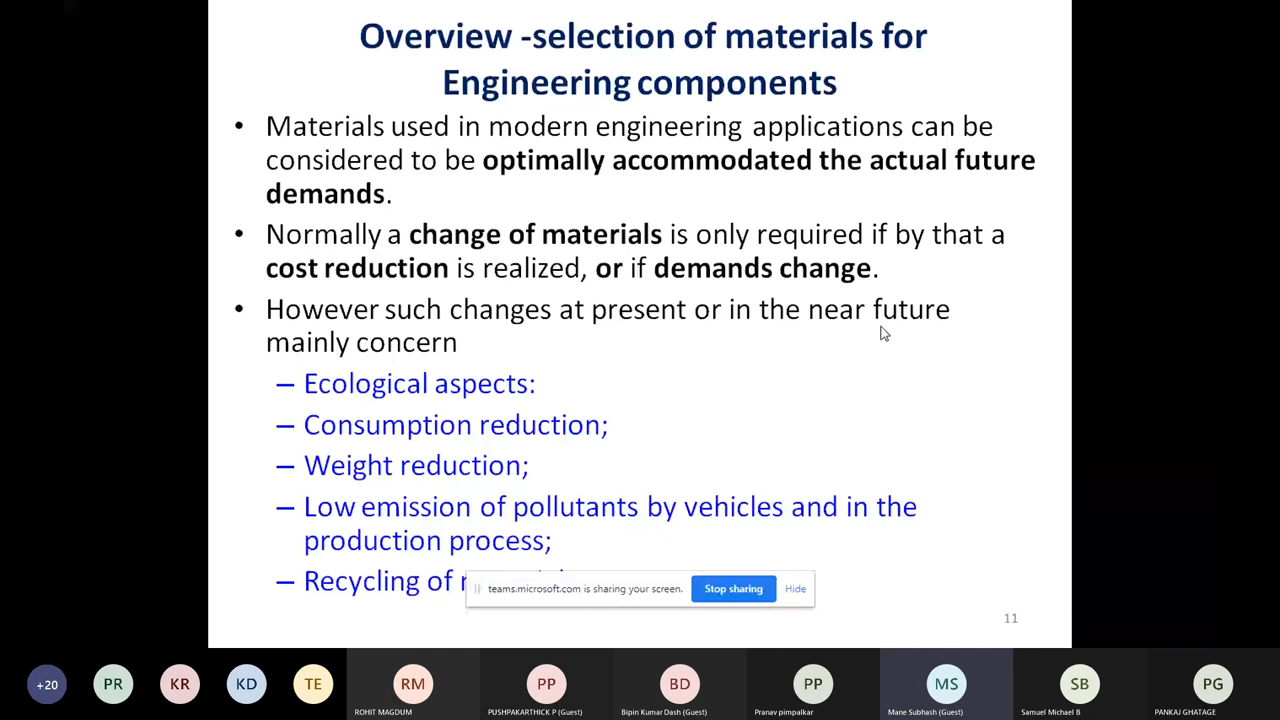 Overview -selection of materials for
Engineering components
• Materials used in modern engineering applications can be
considered to be optimally accommodated the actual future
demands.
• Normally a change of materials is only required if by that a
cost reduction is realized, or if demands change.
• However such changes at present or in the near future
mainly concern
– Ecological aspects:
– Consumption reduction;
– Weight reduction;
– Low emission of pollutants by vehicles and in the
production process;
– Recycling of
teams.microsoft.com is sharing your screen. Stop sharing Hide
11
+20 PR KR KD TE RM PP BD PP MS SB PG
ROHIT MAGDUM PUSHPAKARTHICK P (Guest) Bipin Kumar Dash (Guest) Pranav pimpalkar Mane Subhash (Guest) Samuel Michael B PANKAJ GHATAGE